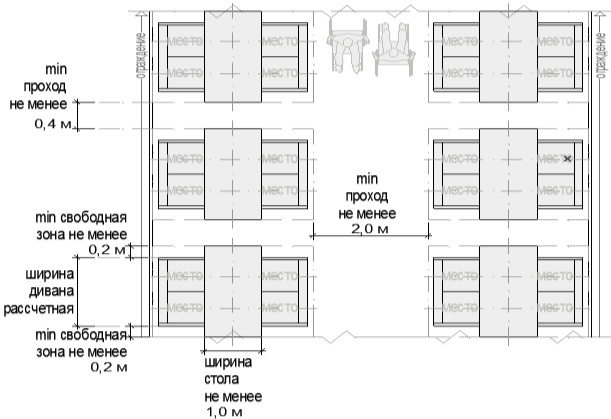 ограждение
место место
место место
место место
место место
ограждение
min
проход
не менее
0,4 м
место место
место место
место место
место место
min
проход
не менее
2,0 м
min свободная
зона не менее
0,2 м
ширина
дивана
рассчетная
место место
место место
место место
место место
min свободная
зона не менее
0,2 м
ширина
стола
не менее
1,0 м